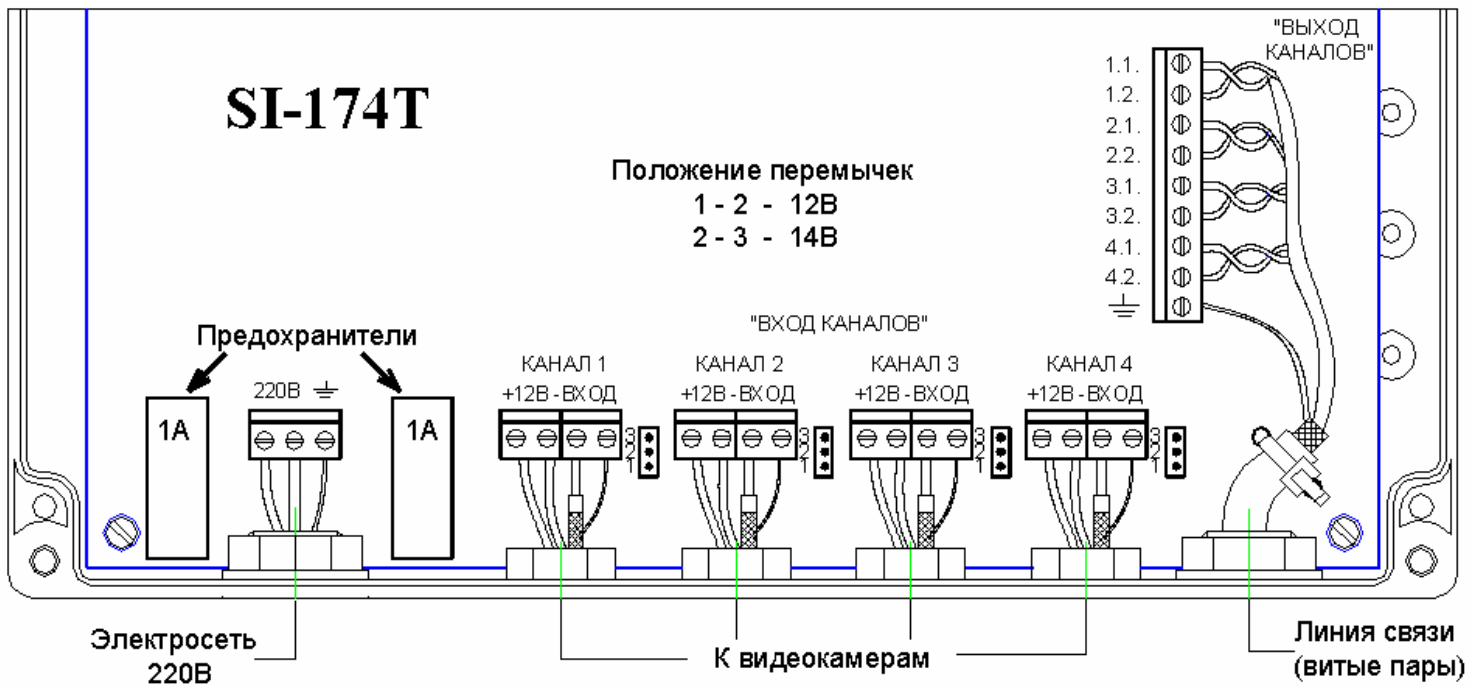 "ВЫХОД
КАНАЛОВ"
SI-174T
1.1.
1.2.
2.1.
2.2.
3.1.
3.2.
4.1.
4.2.
Положение перемычек
1 - 2 - 12В
2 - 3 - 14В
"ВХОД КАНАЛОВ"
Предохранители
КАНАЛ 1
КАНАЛ 2
КАНАЛ 3
КАНАЛ 4
220В
+12В - ВХОД
+12В - ВХОД
+12В - ВХОД
+12В - ВХОД
1А
1А
3
2
1
3
2
1
3
2
1
3
2
1
Электросеть
220В
К видеокамерам
Линия связи
(витые пары)